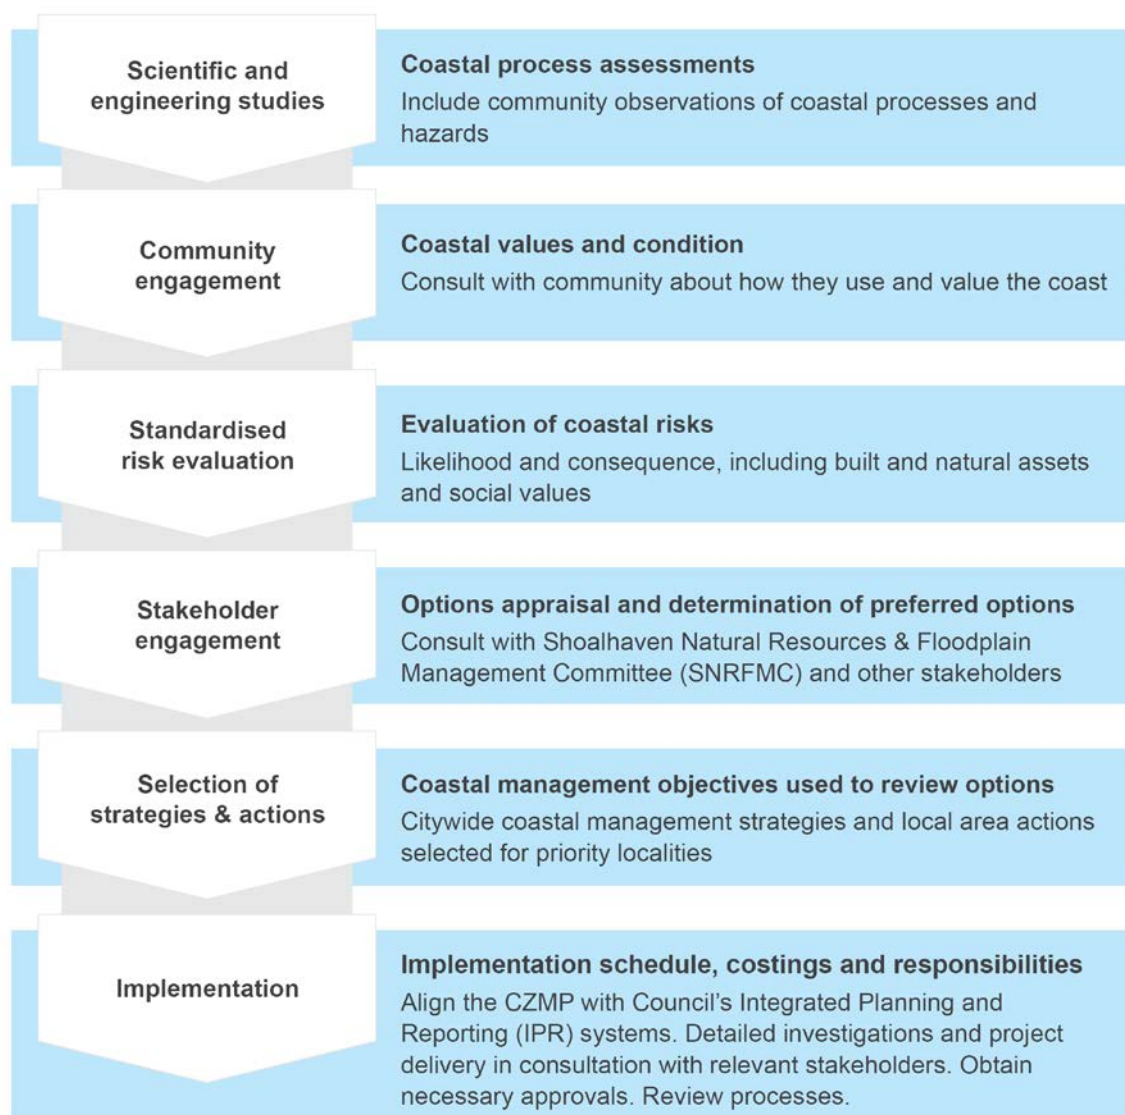 Scientific and
engineering studies
Coastal process assessments
Include community observations of coastal processes and
hazards
Community
engagement
Coastal values and condition
Consult with community about how they use and value the coast
Standardised
risk evaluation
Evaluation of coastal risks
Likelihood and consequence, including built and natural assets
and social values
Stakeholder
engagement
Options appraisal and determination of preferred options
Consult with Shoalhaven Natural Resources & Floodplain
Management Committee (SNRFMC) and other stakeholders
Selection of
strategies & actions
Coastal management objectives used to review options
Citywide coastal management strategies and local area actions
selected for priority localities
Implementation
Implementation schedule, costings and responsibilities
Align the CZMP with Council's Integrated Planning and
Reporting (IPR) systems. Detailed investigations and project
delivery in consultation with relevant stakeholders. Obtain
necessary approvals. Review processes.